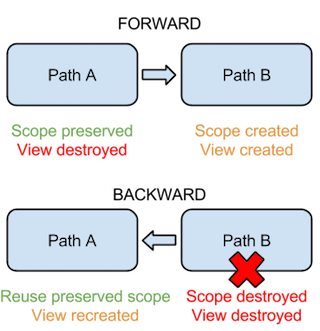 FORWARD
Path A
Path B
Scope preserved
View destroyed
Scope created
View created
BACKWARD
Path A
Path B
Reuse preserved scope
View recreated
Scope destroyed
View destroyed